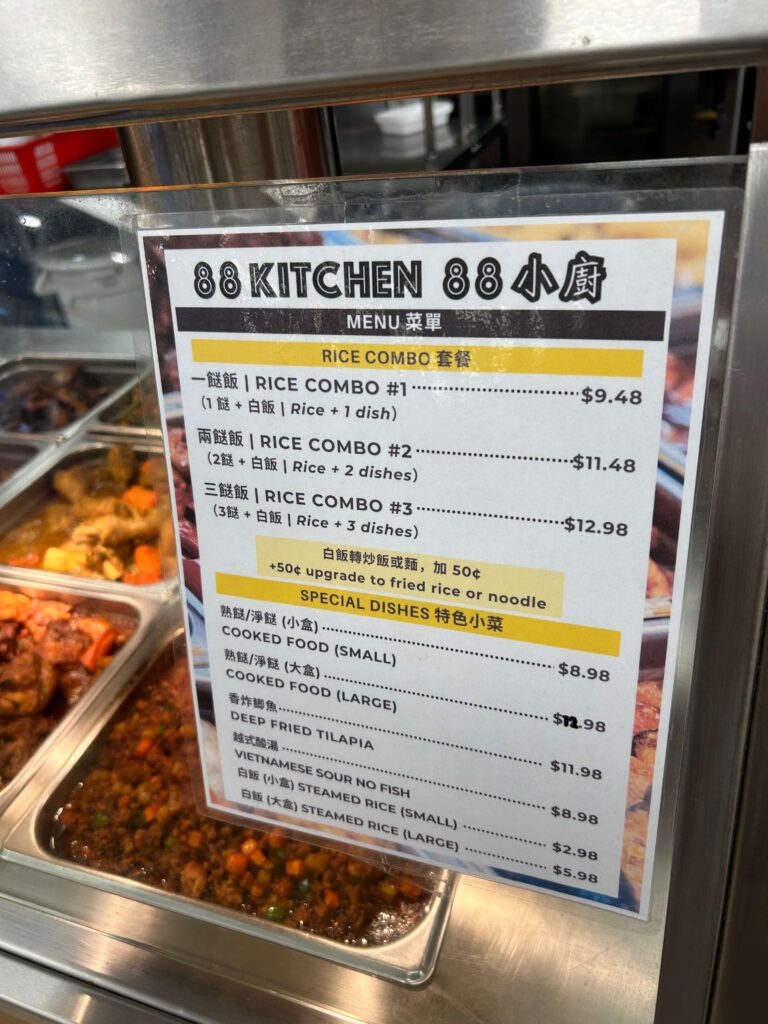 88 KITCHEN 88 小廚
MENU 菜單
RICE COMBO 套餐
一餸飯 | RICE COMBO #1 $9.48
(1 餸 + 白飯 | Rice + 1 dish)
兩餸飯 | RICE COMBO #2 $11.48
(2餸 + 白飯 | Rice + 2 dishes)
三餸飯 | RICE COMBO #3 $12.98
(3餸 + 白飯 | Rice + 3 dishes)
白飯轉炒飯或麵，加 50¢
+50¢ upgrade to fried rice or noodle
SPECIAL DISHES 特色小菜
熟餸/淨餸 (小盒) $8.98
COOKED FOOD (SMALL)
熟餸/淨餸 (大盒) $12.98
COOKED FOOD (LARGE)
香炸鯽魚 $11.98
DEEP FRIED TILAPIA
越式酸湯 $8.98
VIETNAMESE SOUR NO FISH
白飯 (小盒) STEAMED RICE (SMALL) $2.98
白飯 (大盒) STEAMED RICE (LARGE) $5.98